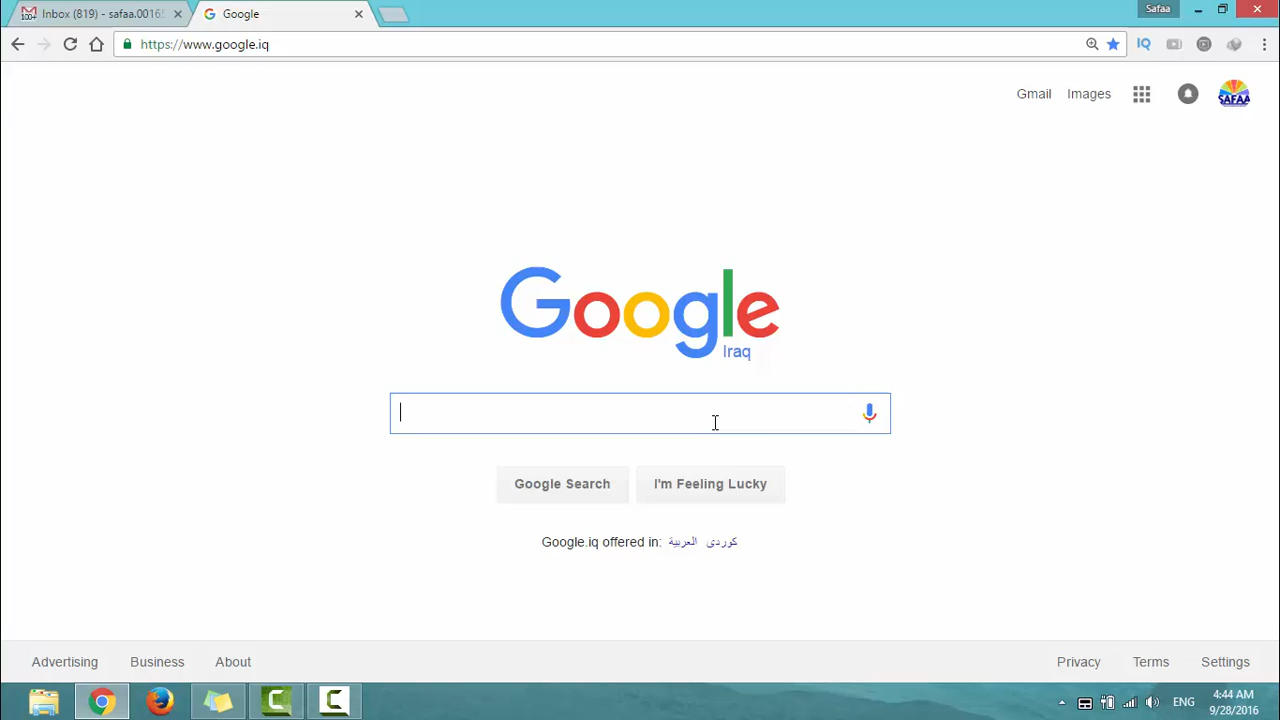 Inbox (819) - safaa.0016
Google
Safaa
https://www.google.iq
IQ
Gmail Images
SAFAA
Google
Iraq
Google Search I'm Feeling Lucky
Google.iq offered in: العربية كوردی
Advertising Business About
Privacy Terms Settings
ENG
4:44 AM
9/28/2016